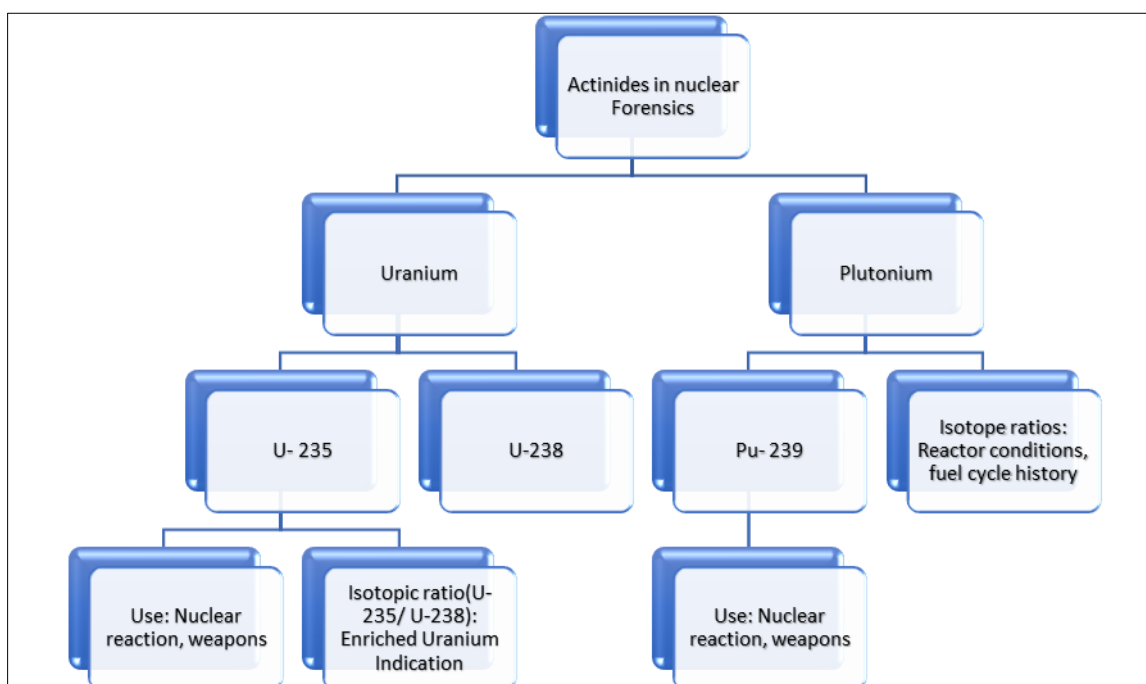 Actinides in nuclear
Forensics
Uranium
Plutonium
U- 235
U-238
Pu- 239
Isotope ratios:
Reactor conditions,
fuel cycle history
Use: Nuclear
reaction, weapons
Isotopic ratio(U-
235/ U-238):
Enriched Uranium
Indication
Use: Nuclear
reaction, weapons